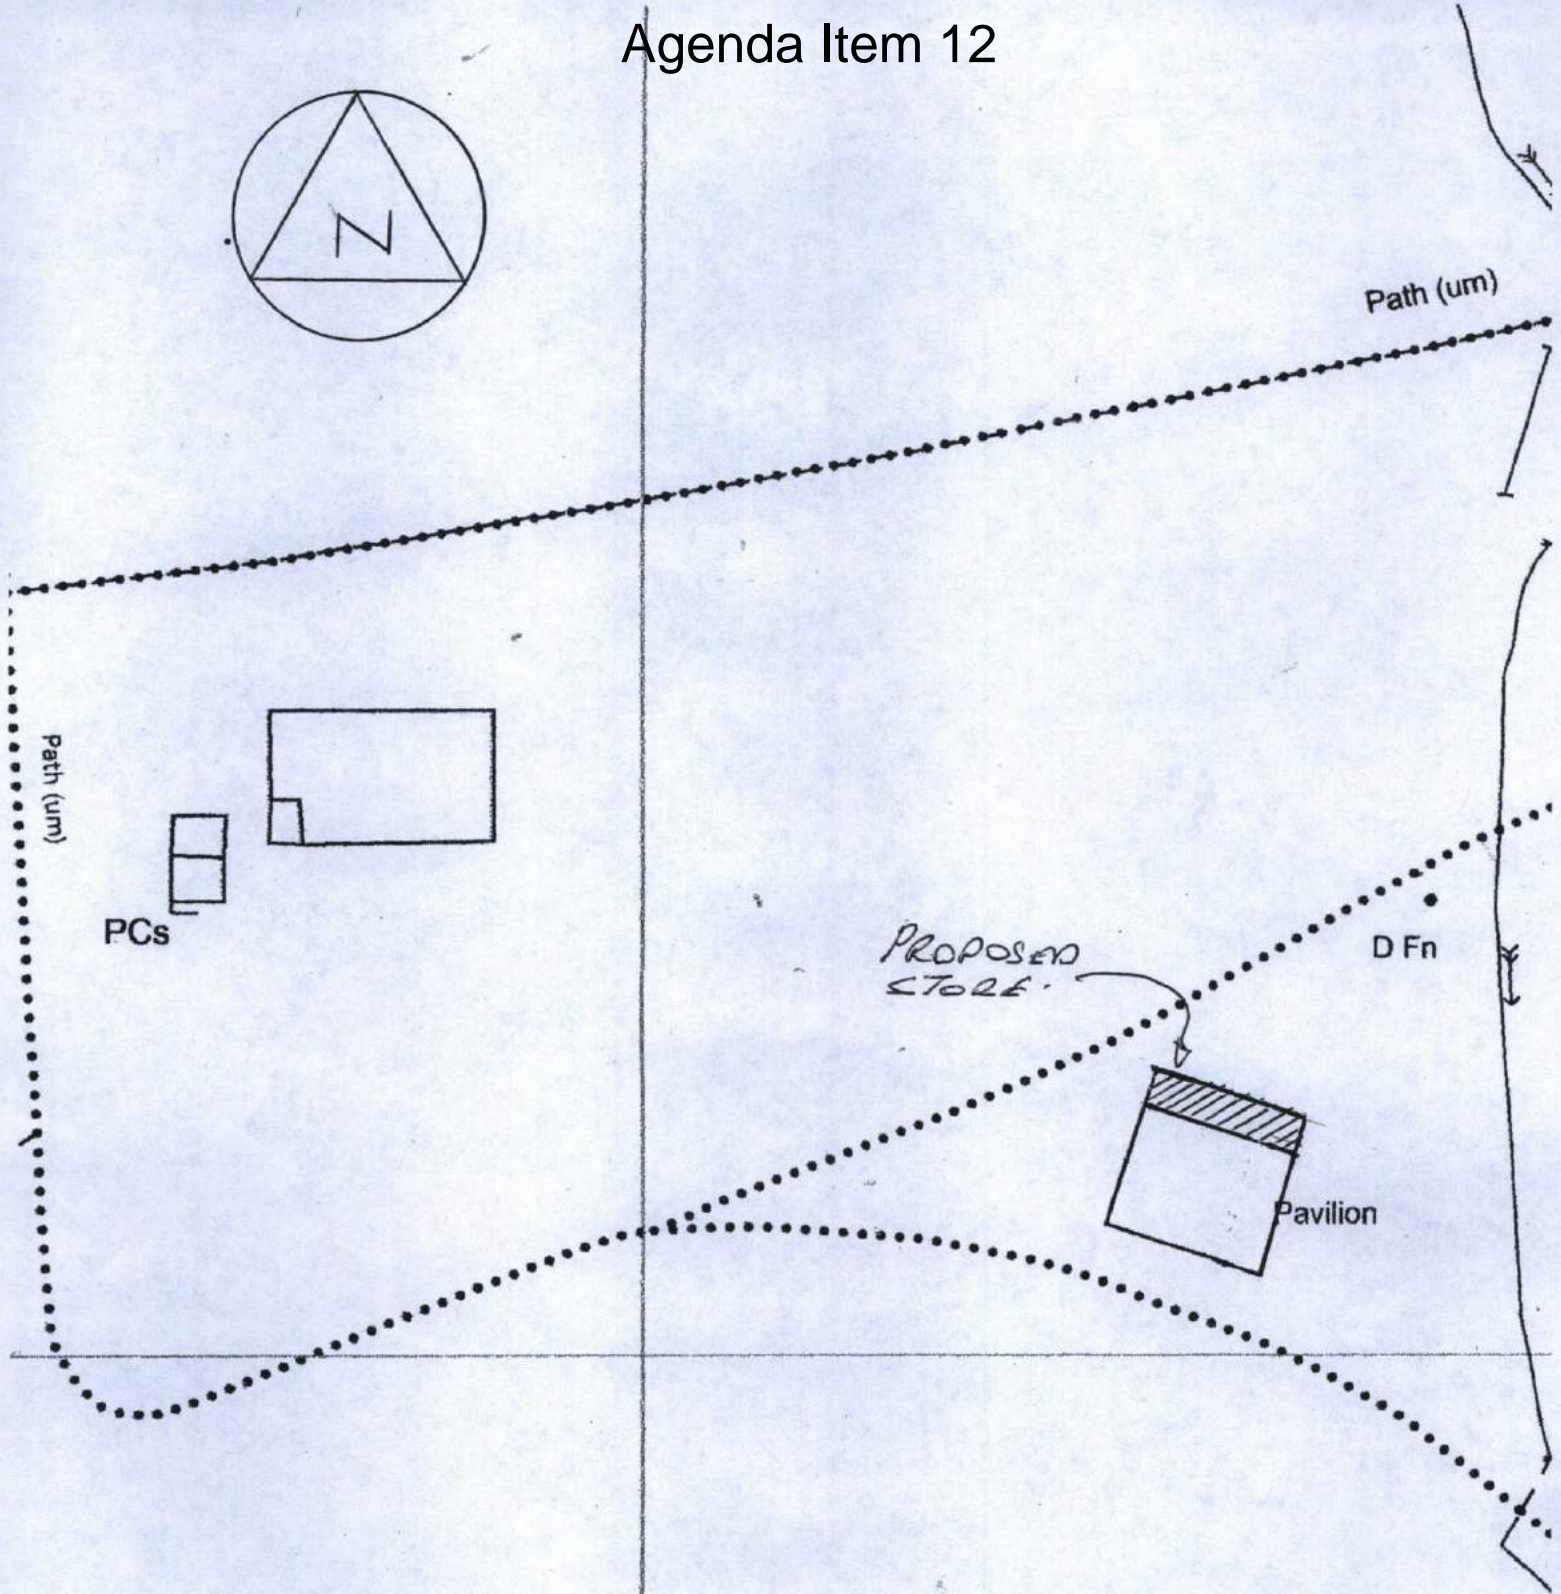 Agenda Item 12
N
Path (um)
Path (um)
PCs
PROPOSED
STORE.
D Fn
Pavilion